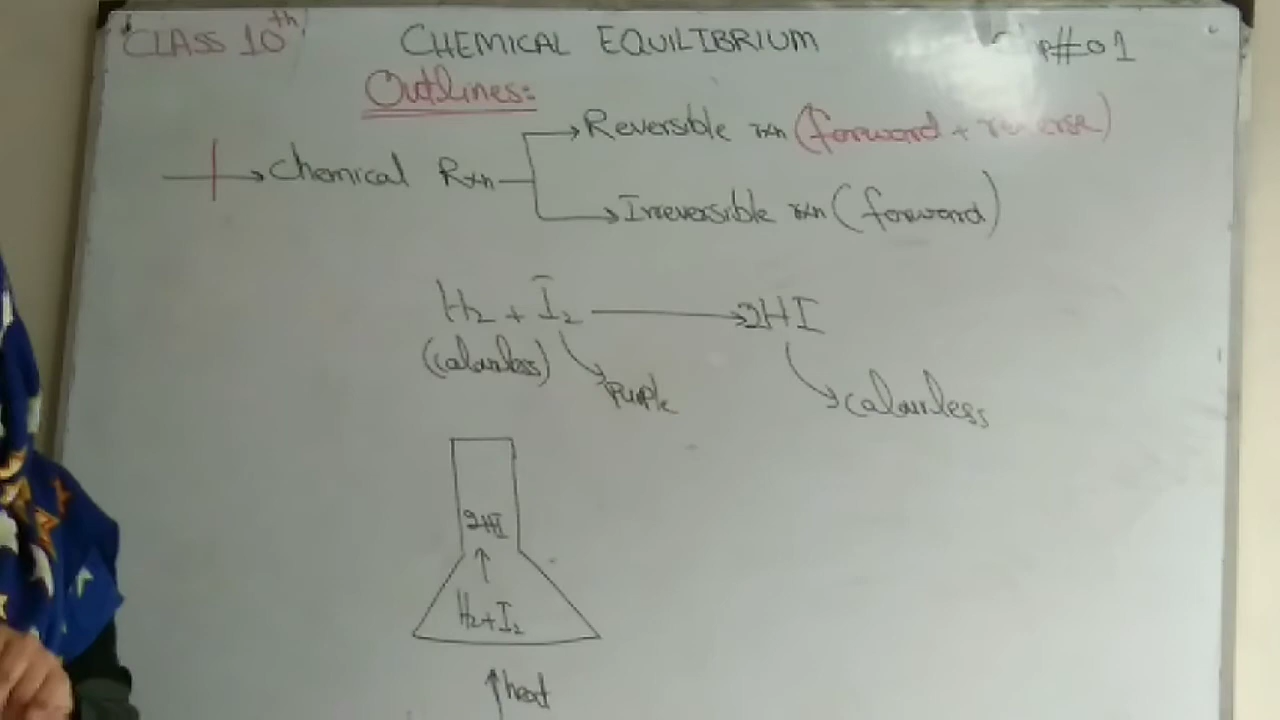 CLASS 10th CHEMICAL EQUILIBRIUM P#01
Outlines:
→ Chemical Rxn
→ Reversible rxn (forward + reverse)
→ Irreversible rxn (forward)
H₂ + I₂ → 2HI
(colourless) purple colourless
2HI
↑
H₂+I₂
↑ heat